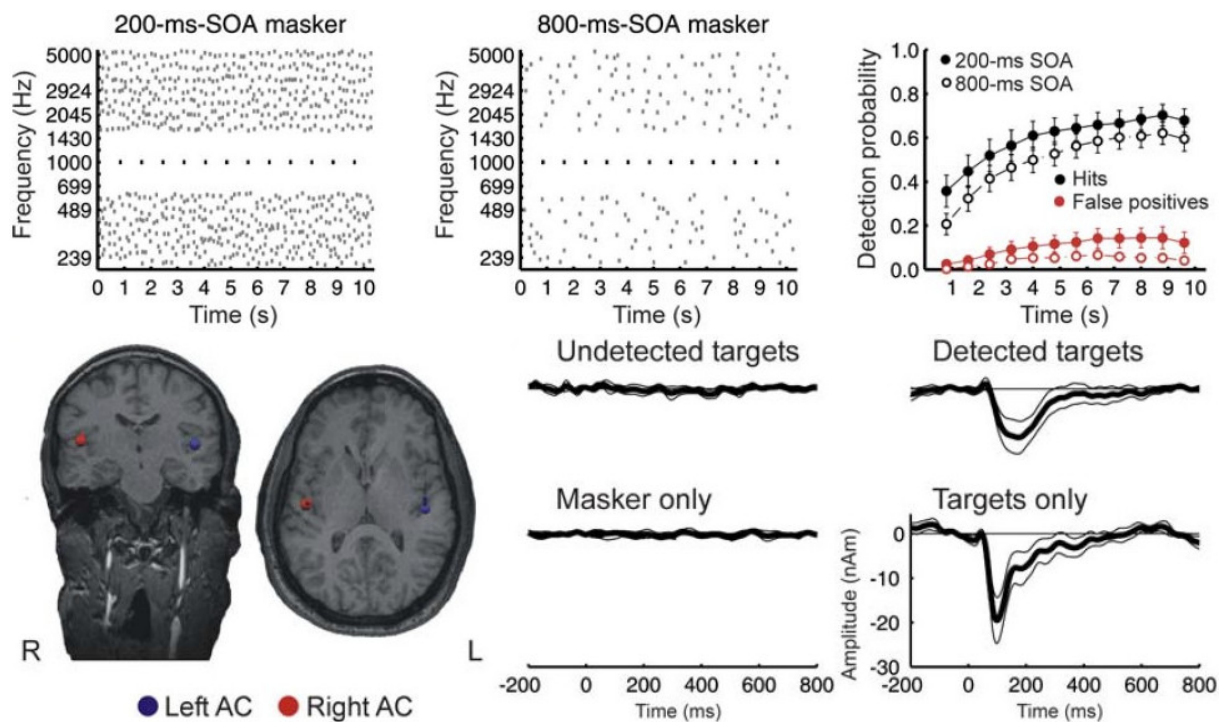 200-ms-SOA masker
Frequency (Hz)
5000
2924
2045
1430
1000
699
489
239
0 1 2 3 4 5 6 7 8 9 10
Time (s)
800-ms-SOA masker
Frequency (Hz)
5000
2924
2045
1430
1000
699
489
239
0 1 2 3 4 5 6 7 8 9 10
Time (s)
Detection probability
1.0
0.8
0.6
0.4
0.2
0.0
200-ms SOA
800-ms SOA
Hits
False positives
1 2 3 4 5 6 7 8 9 10
Time (s)
R
L
Left AC
Right AC
Undetected targets
Detected targets
Masker only
-200 0 200 400 600 800
Time (ms)
Targets only
Amplitude (nAm)
0
-10
-20
-30
-200 0 200 400 600 800
Time (ms)